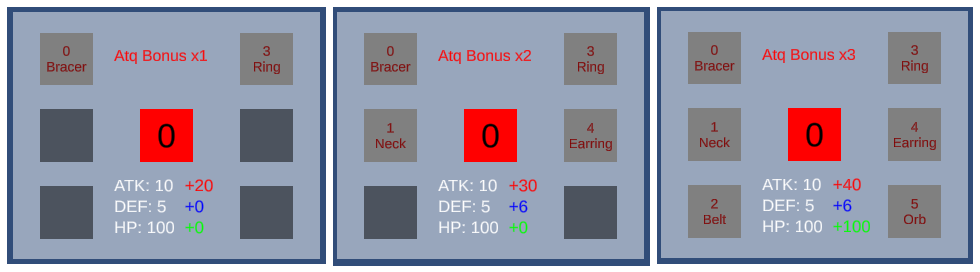 0
Bracer
Atq Bonus x1
3
Ring
0
ATK: 10 +20
DEF: 5 +0
HP: 100 +0
0
Bracer
Atq Bonus x2
3
Ring
1
Neck
0
4
Earring
ATK: 10 +30
DEF: 5 +6
HP: 100 +0
0
Bracer
Atq Bonus x3
3
Ring
1
Neck
0
4
Earring
2
Belt
ATK: 10 +40
DEF: 5 +6
HP: 100 +100
5
Orb